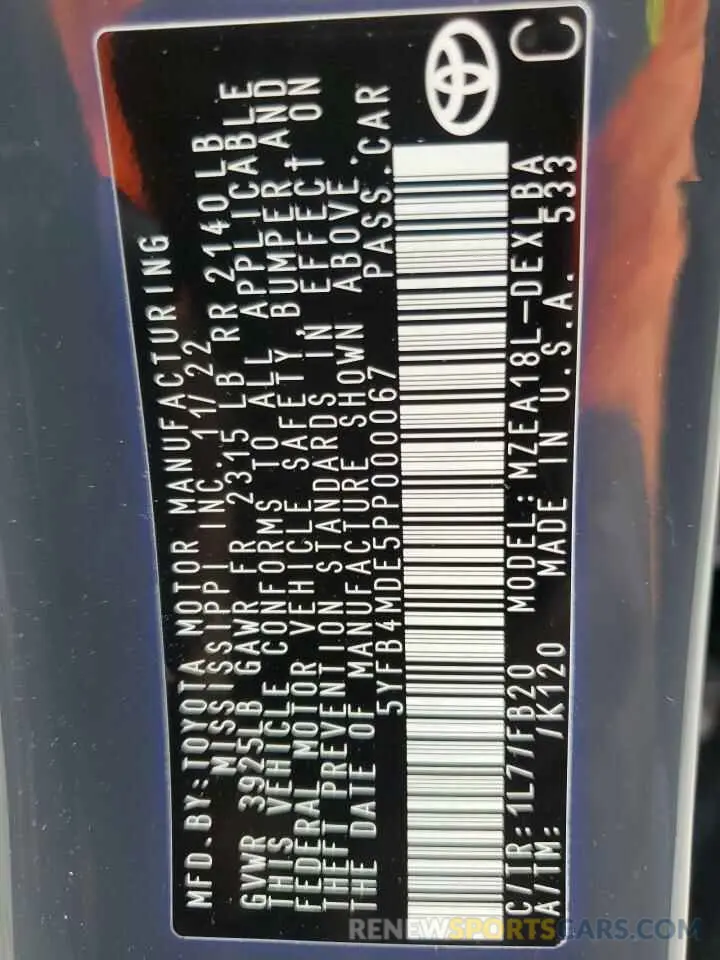 MFD.BY:TOYOTA MOTOR MANUFACTURING
MISSISSIPPI INC. 11/22
GVWR 3925LB GAWR FR 2315 LB RR 2140LB
THIS VEHICLE CONFORMS TO ALL APPLICABLE
FEDERAL MOTOR VEHICLE SAFETY, BUMPER AND
THEFT PREVENTION STANDARDS IN EFFECT ON
THE DATE OF MANUFACTURE SHOWN ABOVE.
5YFB4MDE5PP000067 PASS.CAR
C/TR:1L7/FB20 MODEL:MZEA18L-DEXLBA
A/TM: /K120 MADE IN U.S.A. 533
C
RENEWSPORTSCARS.COM